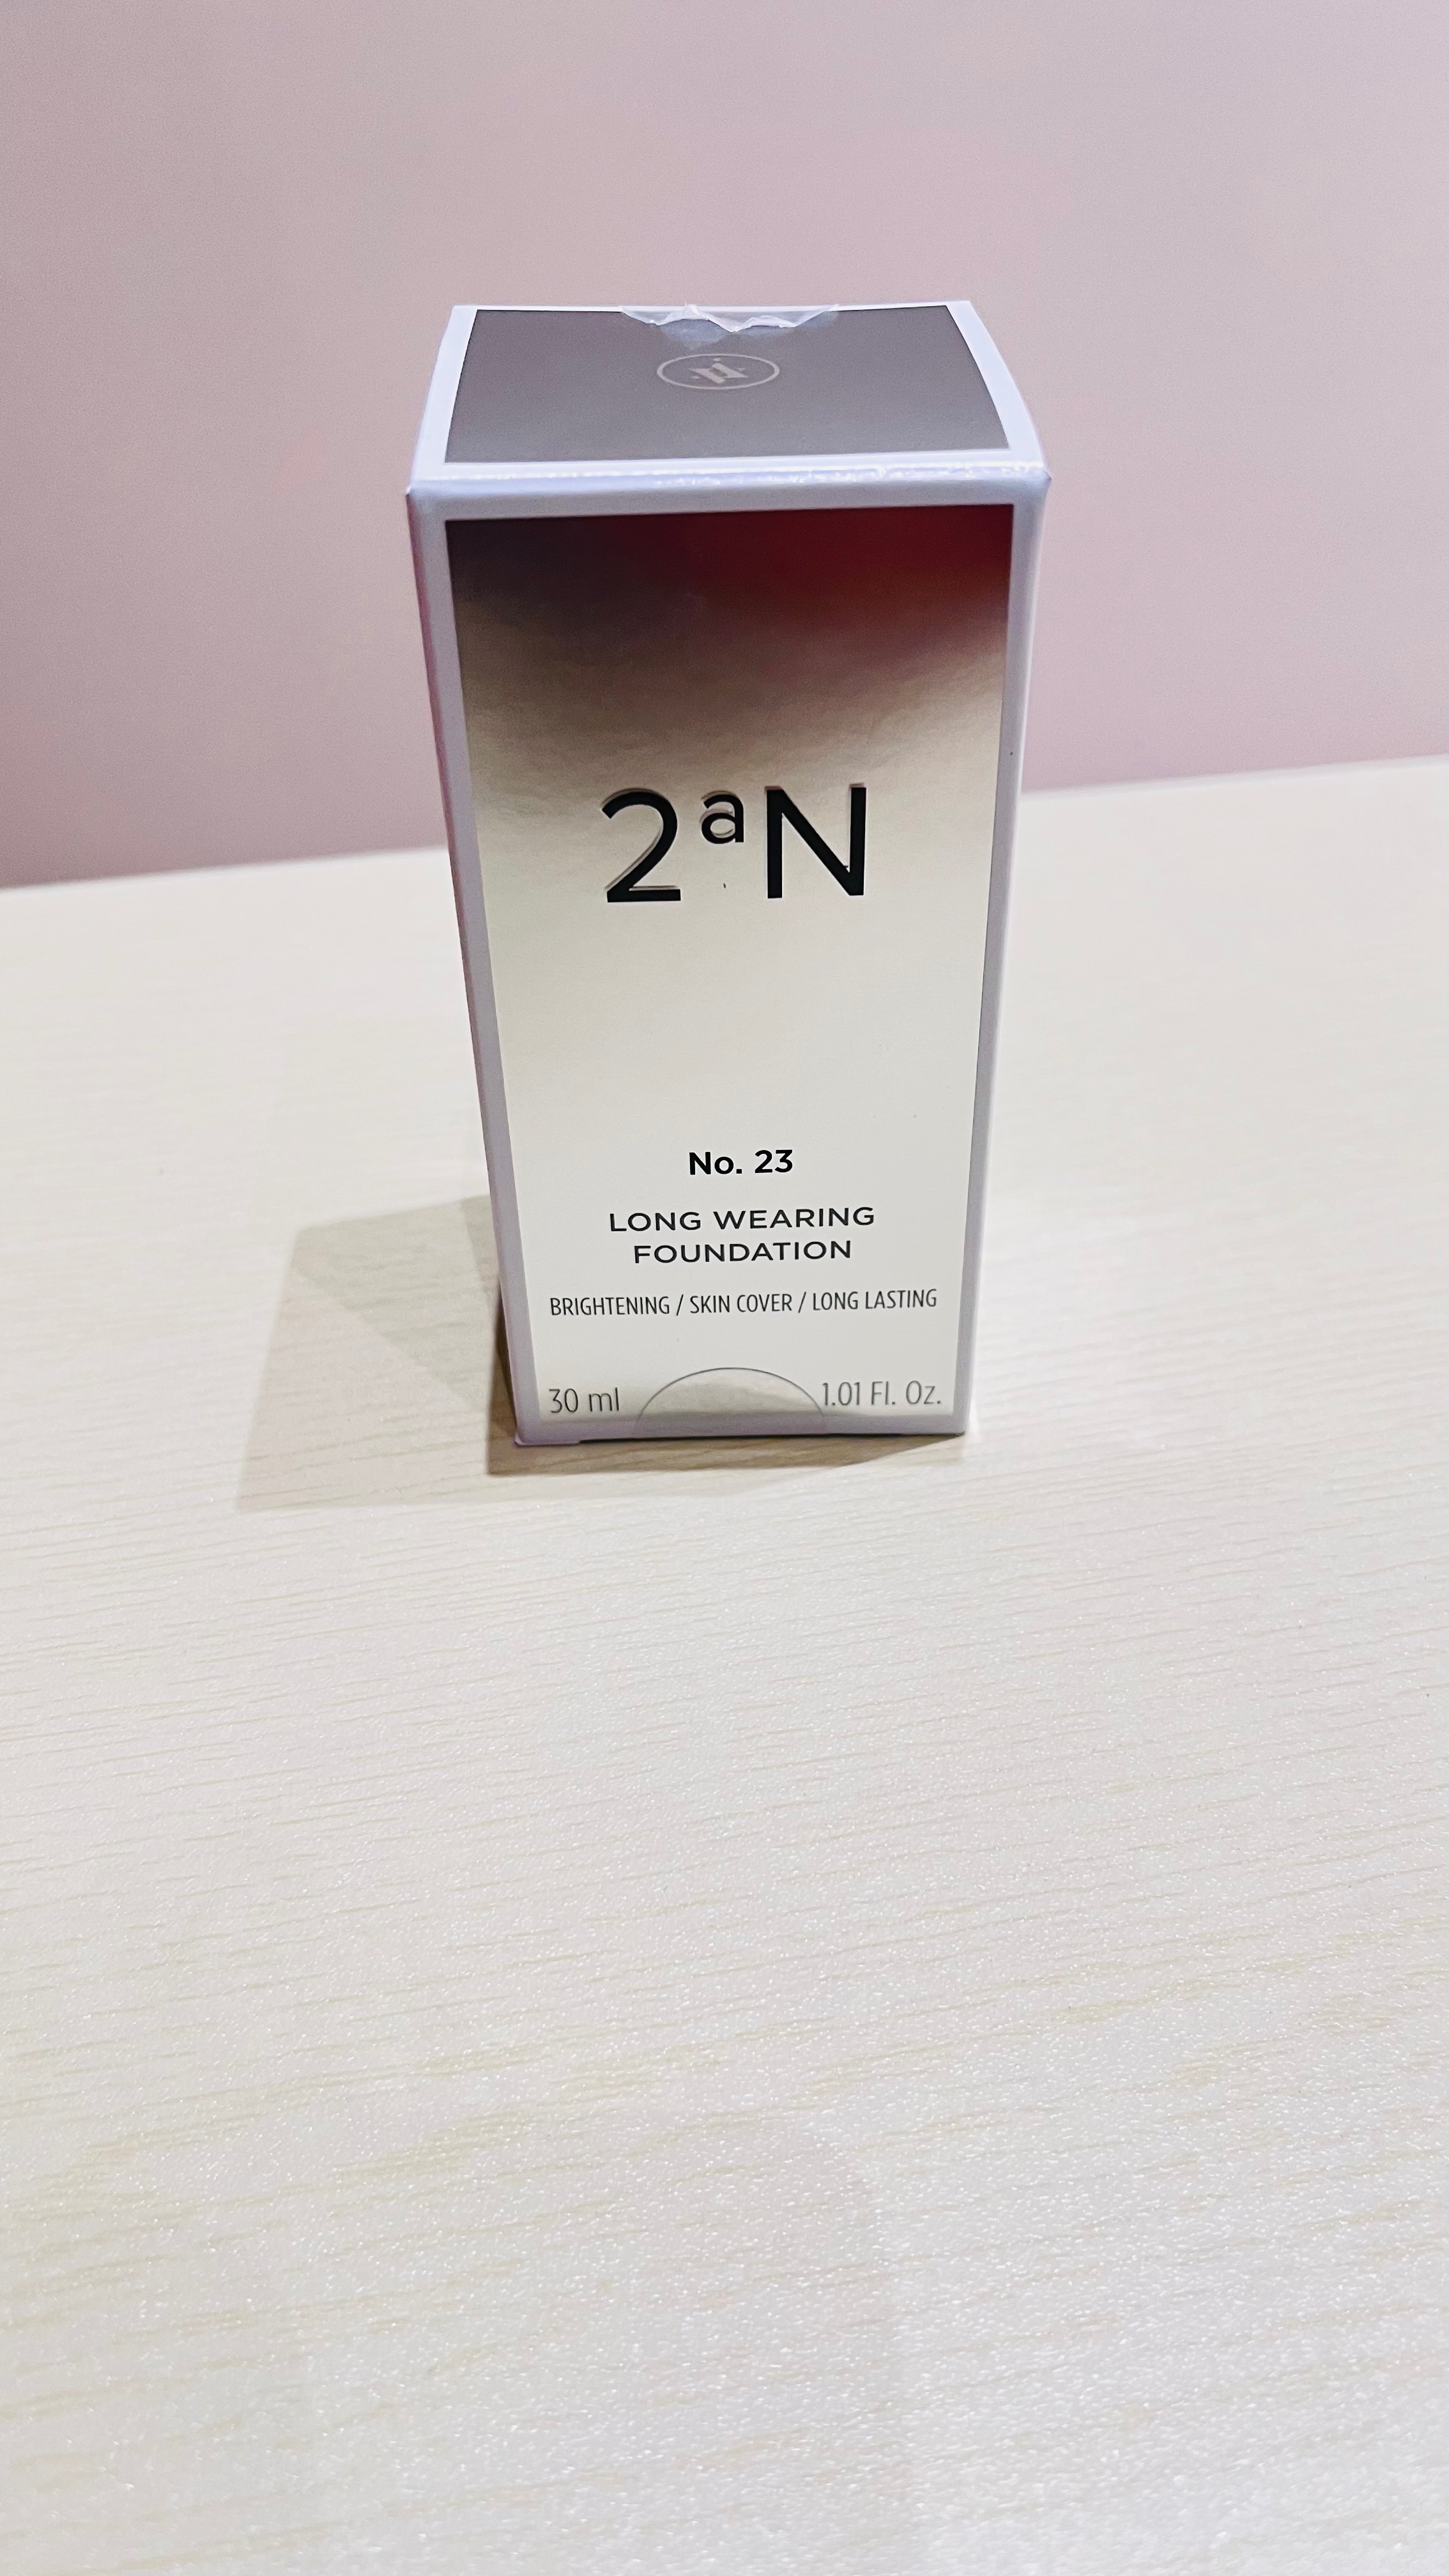 2aN
No. 23
LONG WEARING
FOUNDATION
BRIGHTENING / SKIN COVER / LONG LASTING
30 ml 1.01 Fl. Oz.